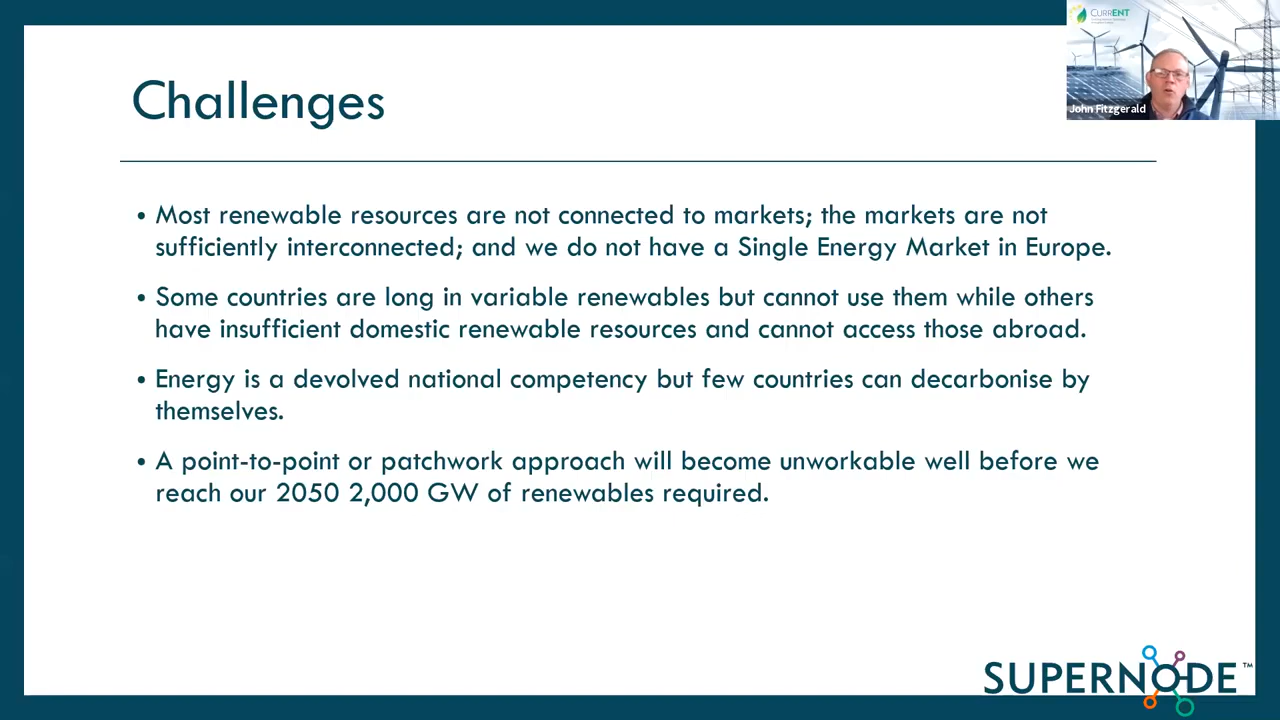 CURRENT
John Fitzgerald
Challenges
• Most renewable resources are not connected to markets; the markets are not
sufficiently interconnected; and we do not have a Single Energy Market in Europe.
• Some countries are long in variable renewables but cannot use them while others
have insufficient domestic renewable resources and cannot access those abroad.
• Energy is a devolved national competency but few countries can decarbonise by
themselves.
• A point-to-point or patchwork approach will become unworkable well before we
reach our 2050 2,000 GW of renewables required.
SUPERNODE™